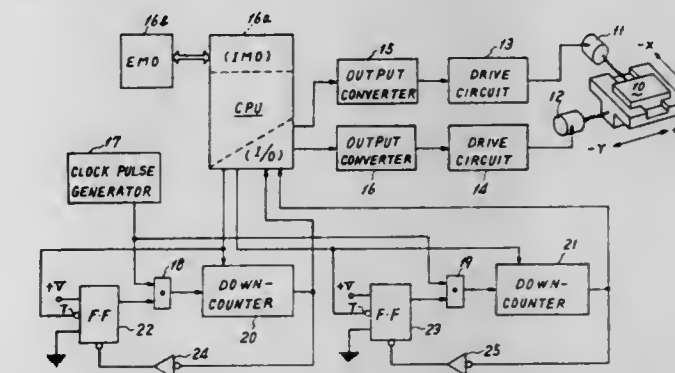 16b
16a
15
13
11
EMO
(IMO)
CPU
(I/O)
OUTPUT
CONVERTER
DRIVE
CIRCUIT
-X
10
12
-Y
17
CLOCK PULSE
GENERATOR
OUTPUT
CONVERTER
DRIVE
CIRCUIT
16
14
18
19
21
+V
T
F·F
22
DOWN-
COUNTER
20
+V
T
F·F
23
DOWN-
COUNTER
24
25